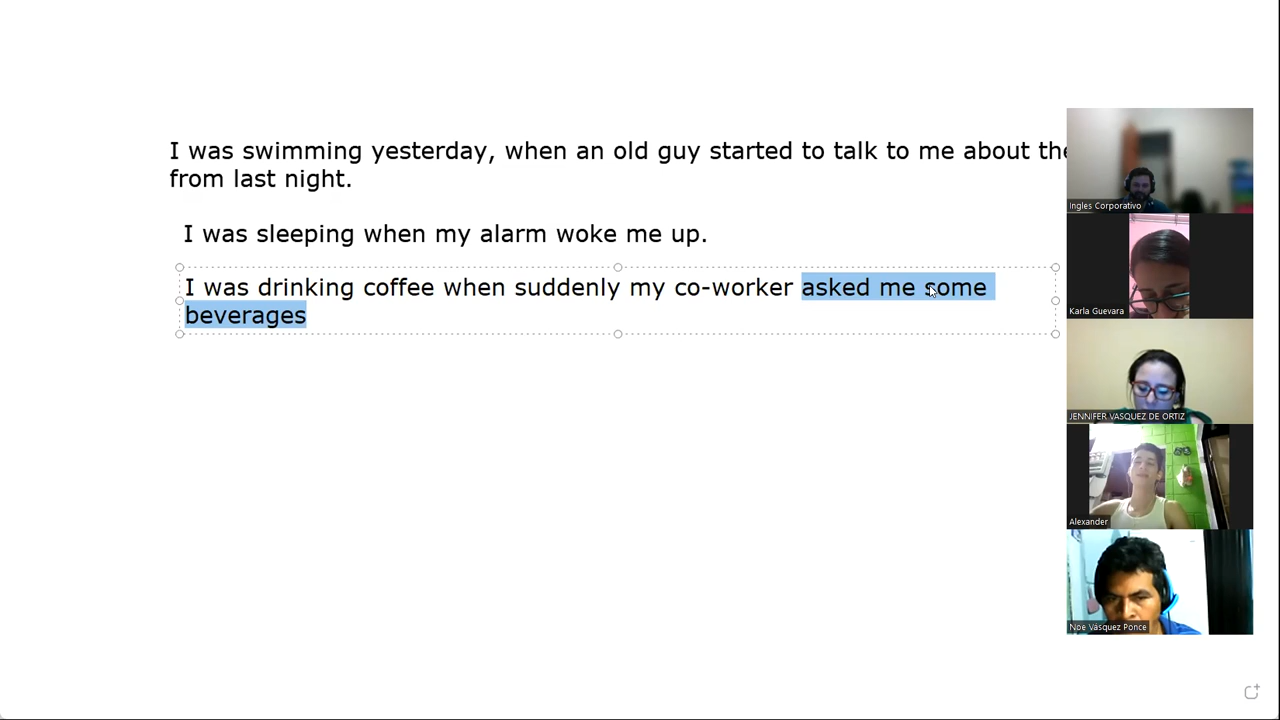 I was swimming yesterday, when an old guy started to talk to me about the
from last night.
I was sleeping when my alarm woke me up.
I was drinking coffee when suddenly my co-worker asked me some
beverages
Ingles Corporativo
Karla Guevara
JENNIFER VASQUEZ DE ORTIZ
Alexander
Noe Vásquez Ponce